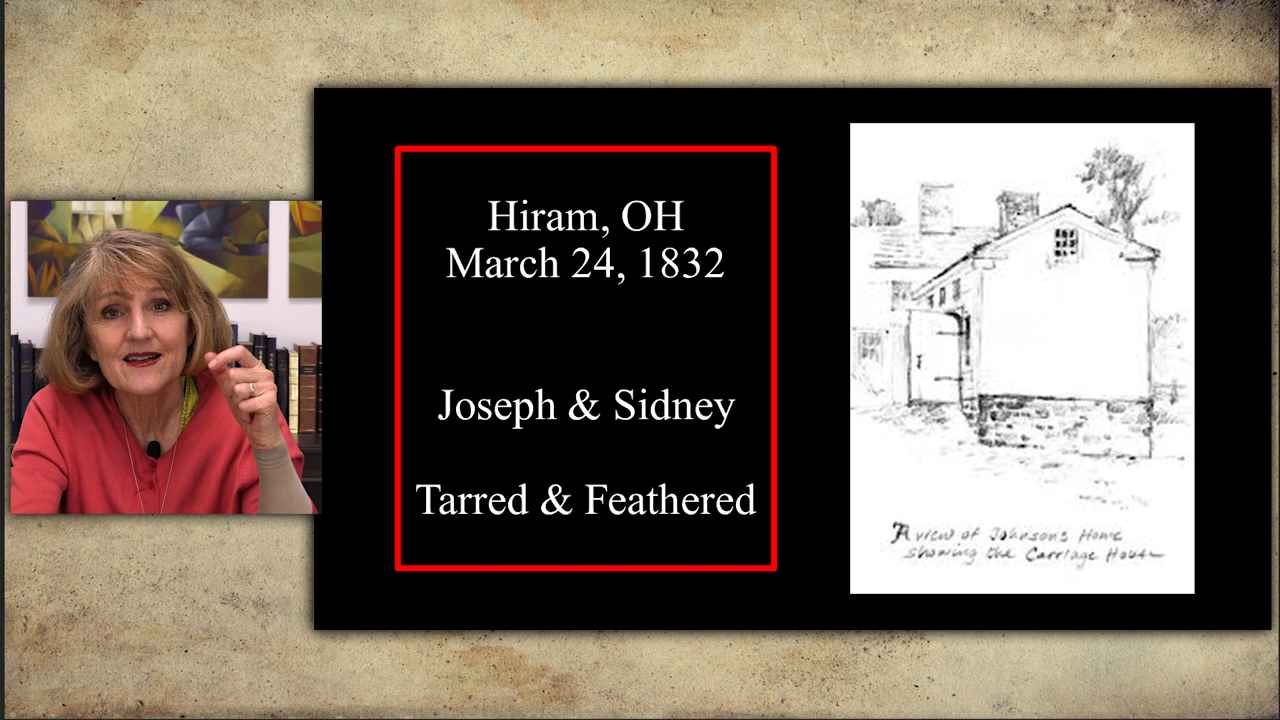 Hiram, OH
March 24, 1832
Joseph & Sidney
Tarred & Feathered
A view of Johnson's Home
showing the Carriage House